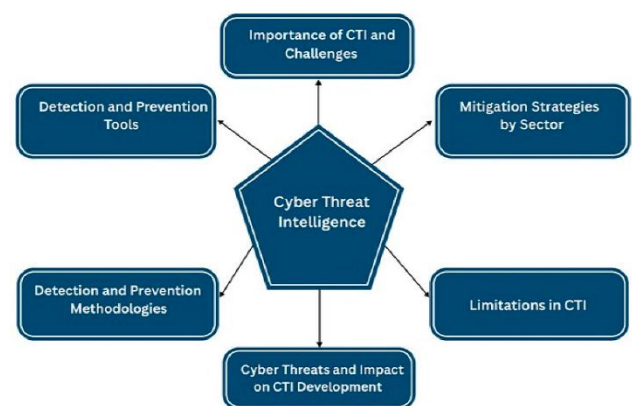 Importance of CTI and
Challenges
Detection and Prevention
Tools
Mitigation Strategies
by Sector
Cyber Threat
Intelligence
Detection and Prevention
Methodologies
Limitations in CTI
Cyber Threats and Impact
on CTI Development